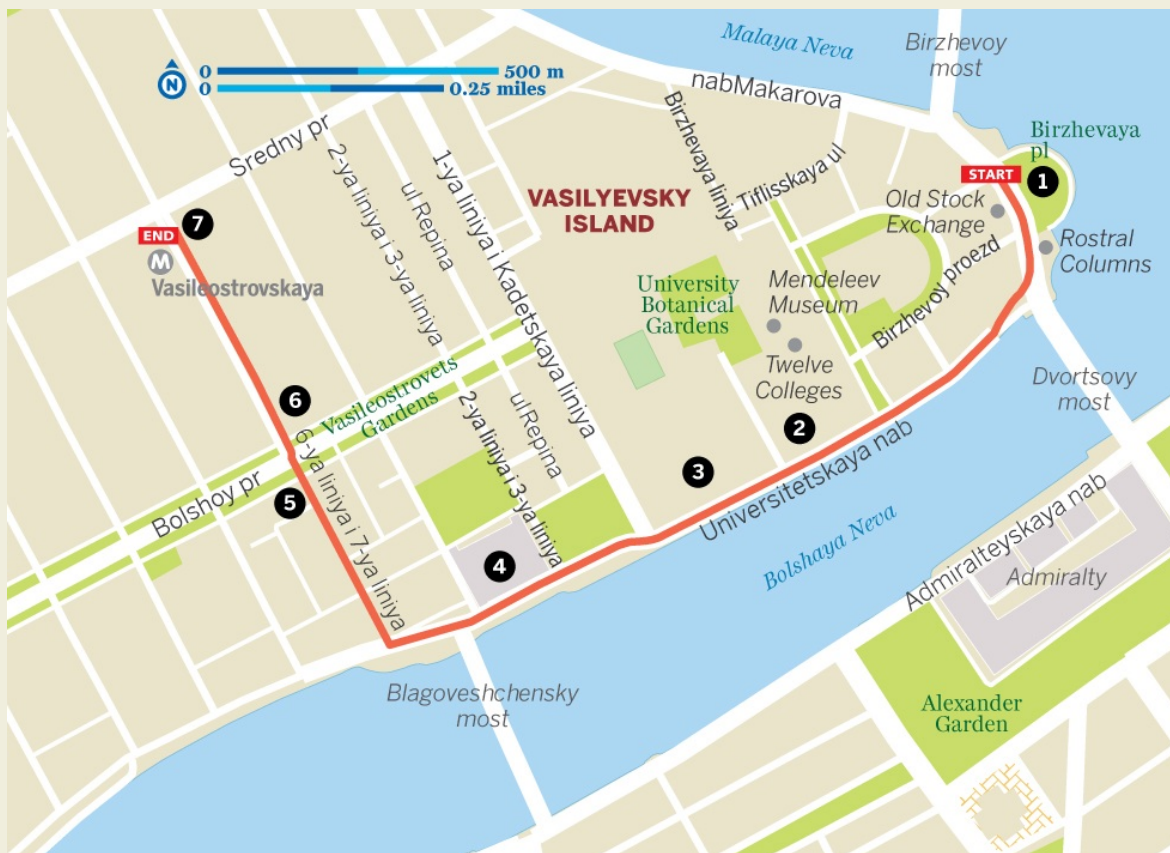 Malaya Neva
Birzhevoy
most
N
0
500 m
0
0.25 miles
nabMakarova
Birzhevaya
pl
Sredny pr
2-ya liniya i 3-ya liniya
ul Repina
1-ya liniya i Kadetskaya liniya
Birzhevaya liniya
Tiflisskaya ul
START
1
VASILYEVSKY
ISLAND
Old Stock
Exchange
7
END
M
Vasileostrovskaya
Rostral
Columns
University
Botanical
Gardens
Mendeleev
Museum
Birzhevoy proezd
Twelve
Colleges
Dvortsovy
most
6
Vasileostrovets
Gardens
2-ya liniya i 3-ya liniya
ul Repina
2
3
Universitetskaya nab
5
Bolshoy pr
6-ya liniya i 7-ya liniya
4
Bolshaya Neva
Admiralteyskaya nab
Admiralty
Blagoveshchensky
most
Alexander
Garden